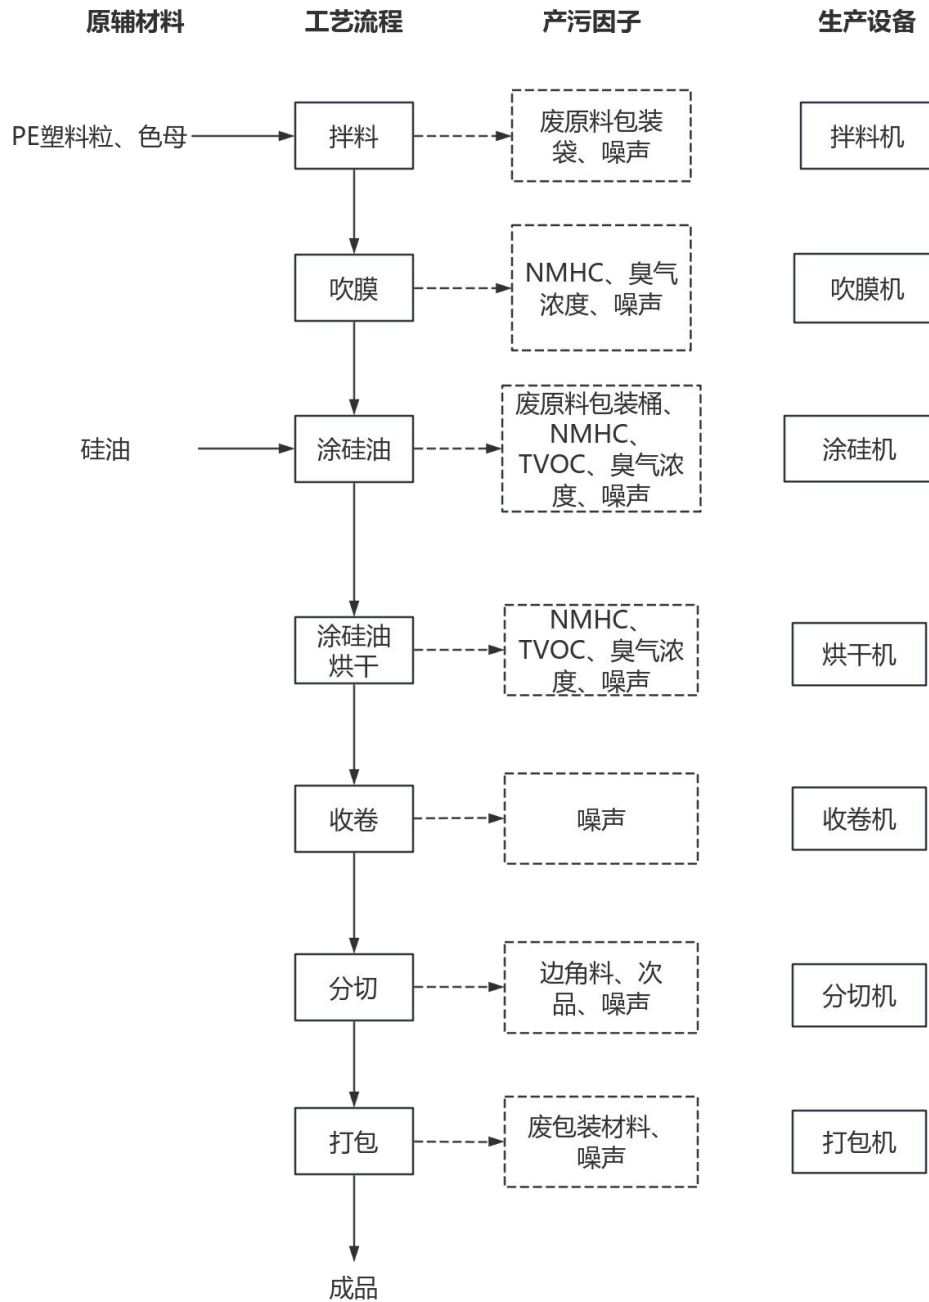 原辅材料 工艺流程 产污因子 生产设备
PE塑料粒、色母 拌料 废原料包装 拌料机
袋、噪声
吹膜 NMHC、臭气 吹膜机
浓度、噪声
硅油 涂硅油 废原料包装桶、 涂硅机
NMHC、
TVOC、臭气浓
度、噪声
涂硅油 NMHC、 烘干机
烘干 TVOC、臭气浓
度、噪声
收卷 噪声 收卷机
分切 边角料、次 分切机
品、噪声
打包 废包装材料、 打包机
噪声
成品